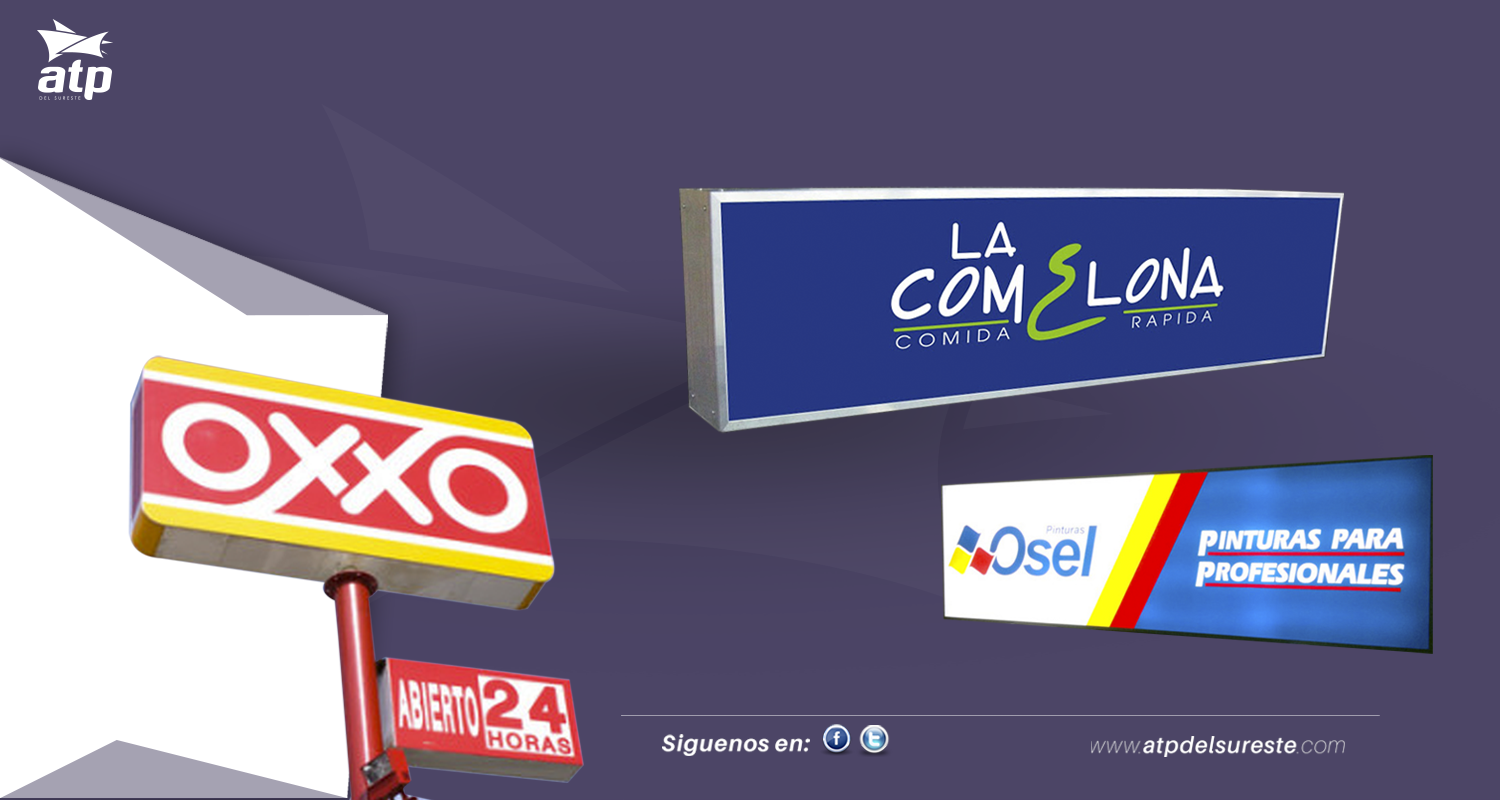 atp
DEL SURESTE
LA
COMELONA
COMIDA RAPIDA
OXXO
Pinturas
Osel
PINTURAS PARA
PROFESIONALES
ABIERTO 24
HORAS
Siguenos en:
www.atpdelsureste.com